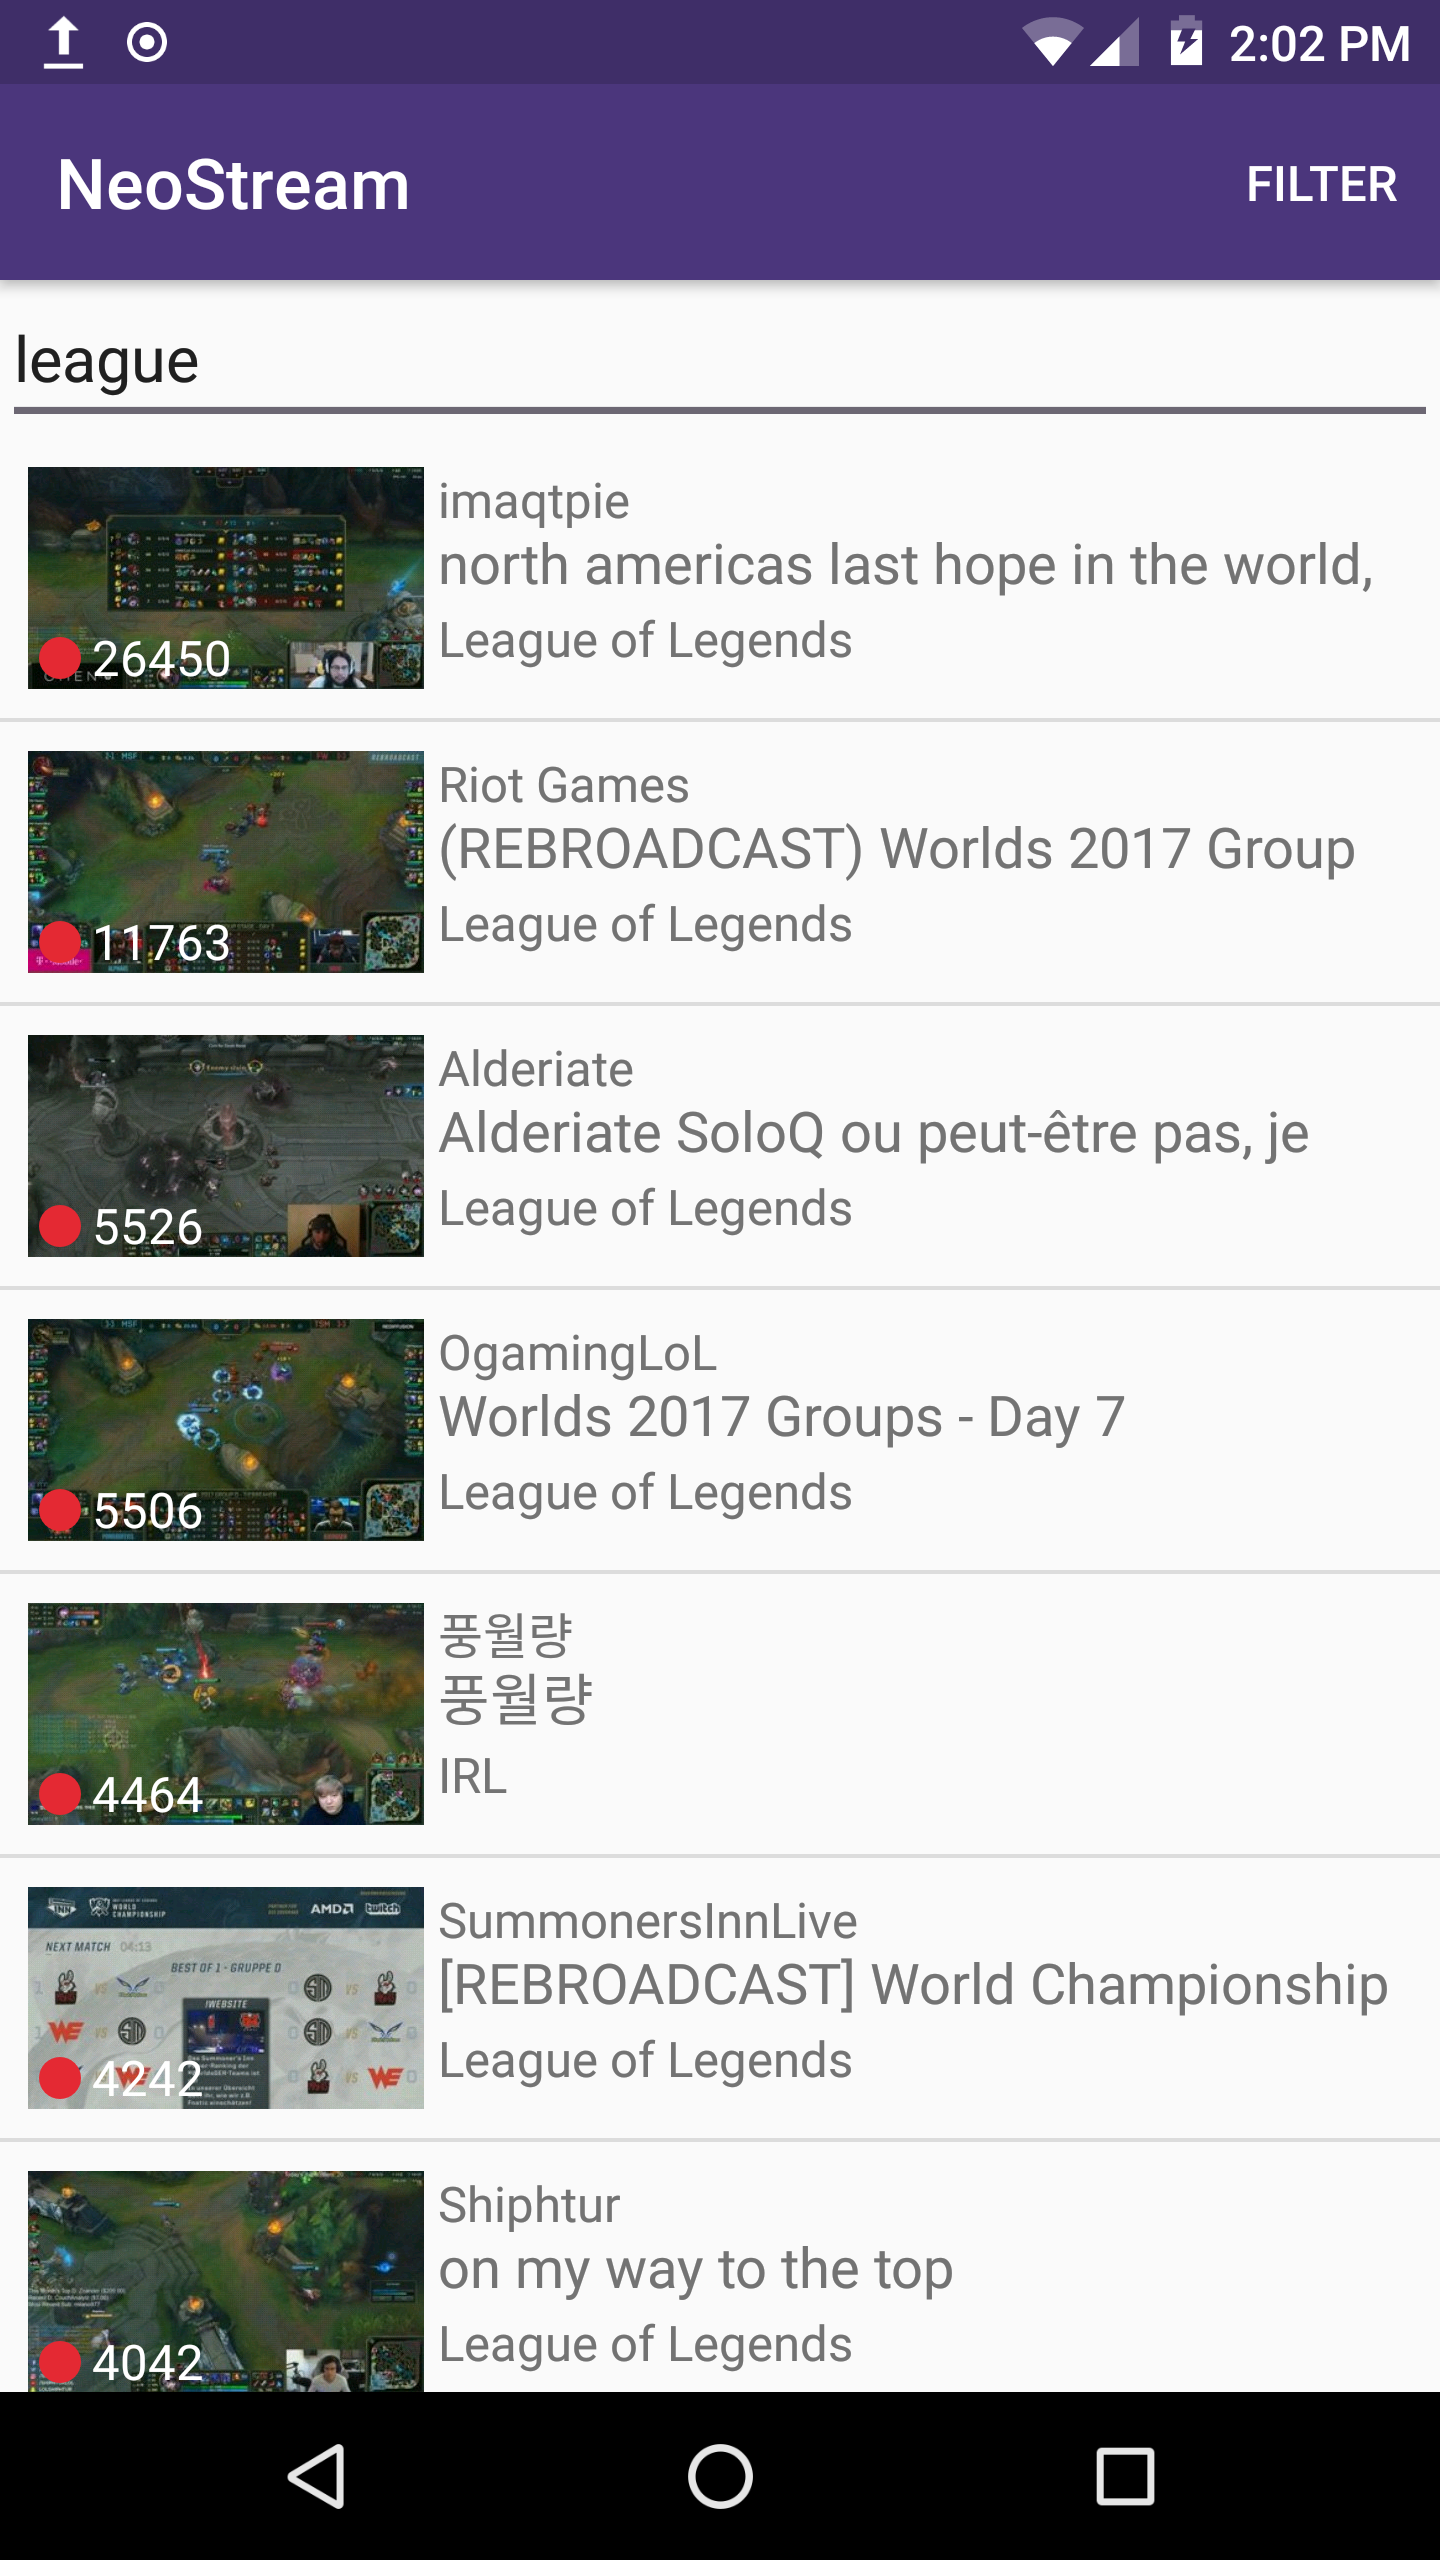 2:02 PM
NeoStream
FILTER
league
imaqtpie
north americas last hope in the world,
League of Legends
26450
Riot Games
(REBROADCAST) Worlds 2017 Group
League of Legends
REBROADCAST
11763
Alderiate
Alderiate SoloQ ou peut-être pas, je
League of Legends
5526
OgamingLoL
Worlds 2017 Groups - Day 7
League of Legends
5506
풍월량
풍월량
IRL
4464
SummonersInnLive
[REBROADCAST] World Championship
League of Legends
WORLD
CHAMPIONSHIP
AMD
twitch
NEXT MATCH 04:13
BEST OF 1 - GRUPPE D
!WEBSITE
4242
Shiphtur
on my way to the top
League of Legends
4042